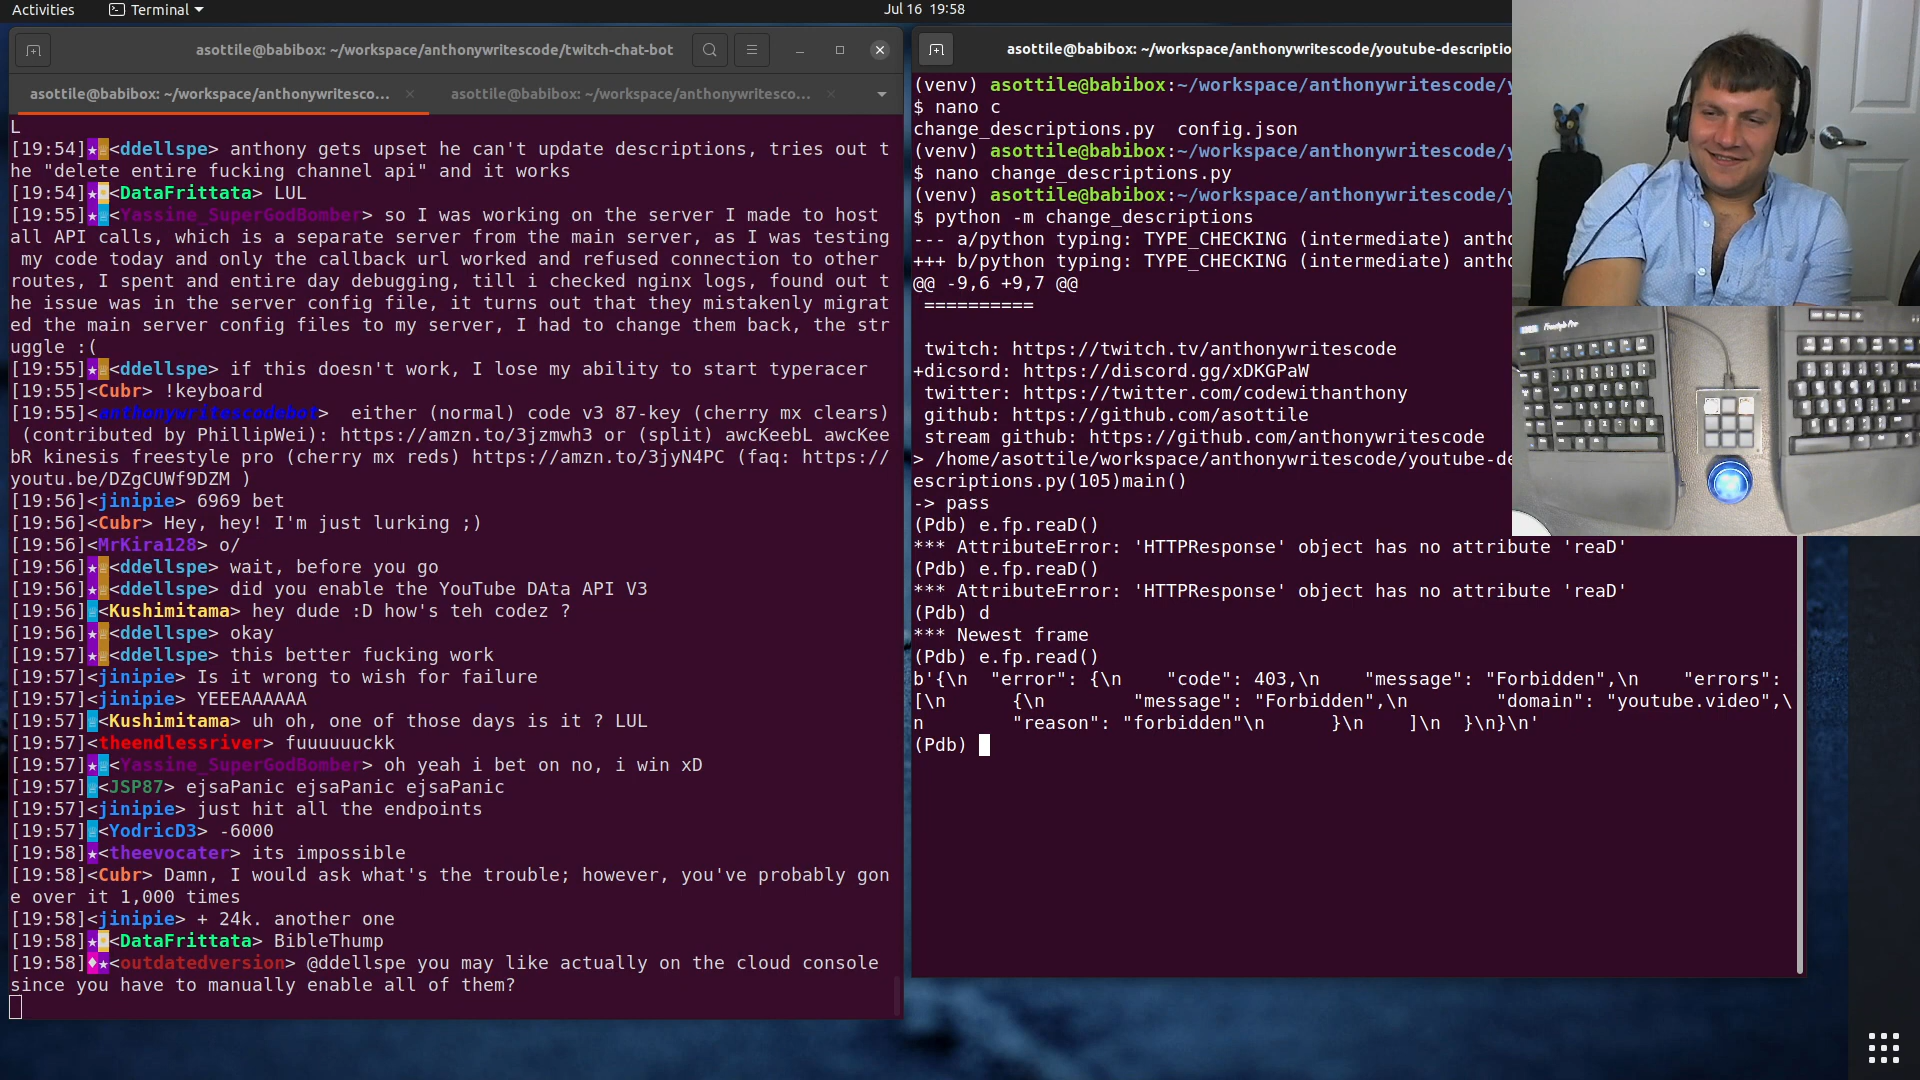 Activities
Terminal
Jul 16  19:58
asottile@babibox: ~/workspace/anthonywritescode/twitch-chat-bot
asottile@babibox: ~/workspace/anthonywritesco...
asottile@babibox: ~/workspace/anthonywritesco...
L
[19:54]<ddellspe> anthony gets upset he can't update descriptions, tries out t
he "delete entire fucking channel api" and it works
[19:54]<DataFrittata> LUL
[19:55]<Yassine_SuperGodBomber> so I was working on the server I made to host
all API calls, which is a separate server from the main server, as I was testing
my code today and only the callback url worked and refused connection to other
routes, I spent and entire day debugging, till i checked nginx logs, found out t
he issue was in the server config file, it turns out that they mistakenly migrat
ed the main server config files to my server, I had to change them back, the str
uggle :(
[19:55]<ddellspe> if this doesn't work, I lose my ability to start typeracer
[19:55]<Cubr> !keyboard
[19:55]<anthonywritescodebot>  either (normal) code v3 87-key (cherry mx clears)
(contributed by PhillipWei): https://amzn.to/3jzmwh3 or (split) awcKeebL awcKee
bR kinesis freestyle pro (cherry mx reds) https://amzn.to/3jyN4PC (faq: https://
youtu.be/DZgCUWf9DZM )
[19:56]<jinipie> 6969 bet
[19:56]<Cubr> Hey, hey! I'm just lurking ;)
[19:56]<MrKira128> o/
[19:56]<ddellspe> wait, before you go
[19:56]<ddellspe> did you enable the YouTube DAta API V3
[19:56]<Kushimitama> hey dude :D how's teh codez ?
[19:56]<ddellspe> okay
[19:57]<ddellspe> this better fucking work
[19:57]<jinipie> Is it wrong to wish for failure
[19:57]<jinipie> YEEEAAAAAA
[19:57]<Kushimitama> uh oh, one of those days is it ? LUL
[19:57]<theendlessriver> fuuuuuuckk
[19:57]<Yassine_SuperGodBomber> oh yeah i bet on no, i win xD
[19:57]<JSP87> ejsaPanic ejsaPanic ejsaPanic
[19:57]<jinipie> just hit all the endpoints
[19:57]<YodricD3> -6000
[19:58]<theevocater> its impossible
[19:58]<Cubr> Damn, I would ask what's the trouble; however, you've probably gon
e over it 1,000 times
[19:58]<jinipie> + 24k. another one
[19:58]<DataFrittata> BibleThump
[19:58]<outdatedversion> @ddellspe you may like actually on the cloud console
since you have to manually enable all of them?
asottile@babibox: ~/workspace/anthonywritescode/youtube-descriptio
(venv) asottile@babibox:~/workspace/anthonywritescode/y
$ nano c
change_descriptions.py  config.json
(venv) asottile@babibox:~/workspace/anthonywritescode/y
$ nano change_descriptions.py
(venv) asottile@babibox:~/workspace/anthonywritescode/y
$ python -m change_descriptions
--- a/python typing: TYPE_CHECKING (intermediate) antho
+++ b/python typing: TYPE_CHECKING (intermediate) antho
@@ -9,6 +9,7 @@
==========
twitch: https://twitch.tv/anthonywritescode
+dicsord: https://discord.gg/xDKGPaW
twitter: https://twitter.com/codewithanthony
github: https://github.com/asottile
stream github: https://github.com/anthonywritescode
> /home/asottile/workspace/anthonywritescode/youtube-de
escriptions.py(105)main()
-> pass
(Pdb) e.fp.reaD()
*** AttributeError: 'HTTPResponse' object has no attribute 'reaD'
(Pdb) e.fp.reaD()
*** AttributeError: 'HTTPResponse' object has no attribute 'reaD'
(Pdb) d
*** Newest frame
(Pdb) e.fp.read()
b'{\n  "error": {\n    "code": 403,\n    "message": "Forbidden",\n    "errors":
[\n      {\n        "message": "Forbidden",\n        "domain": "youtube.video",\
n        "reason": "forbidden"\n      }\n    ]\n  }\n}\n'
(Pdb)
Freestyle Pro